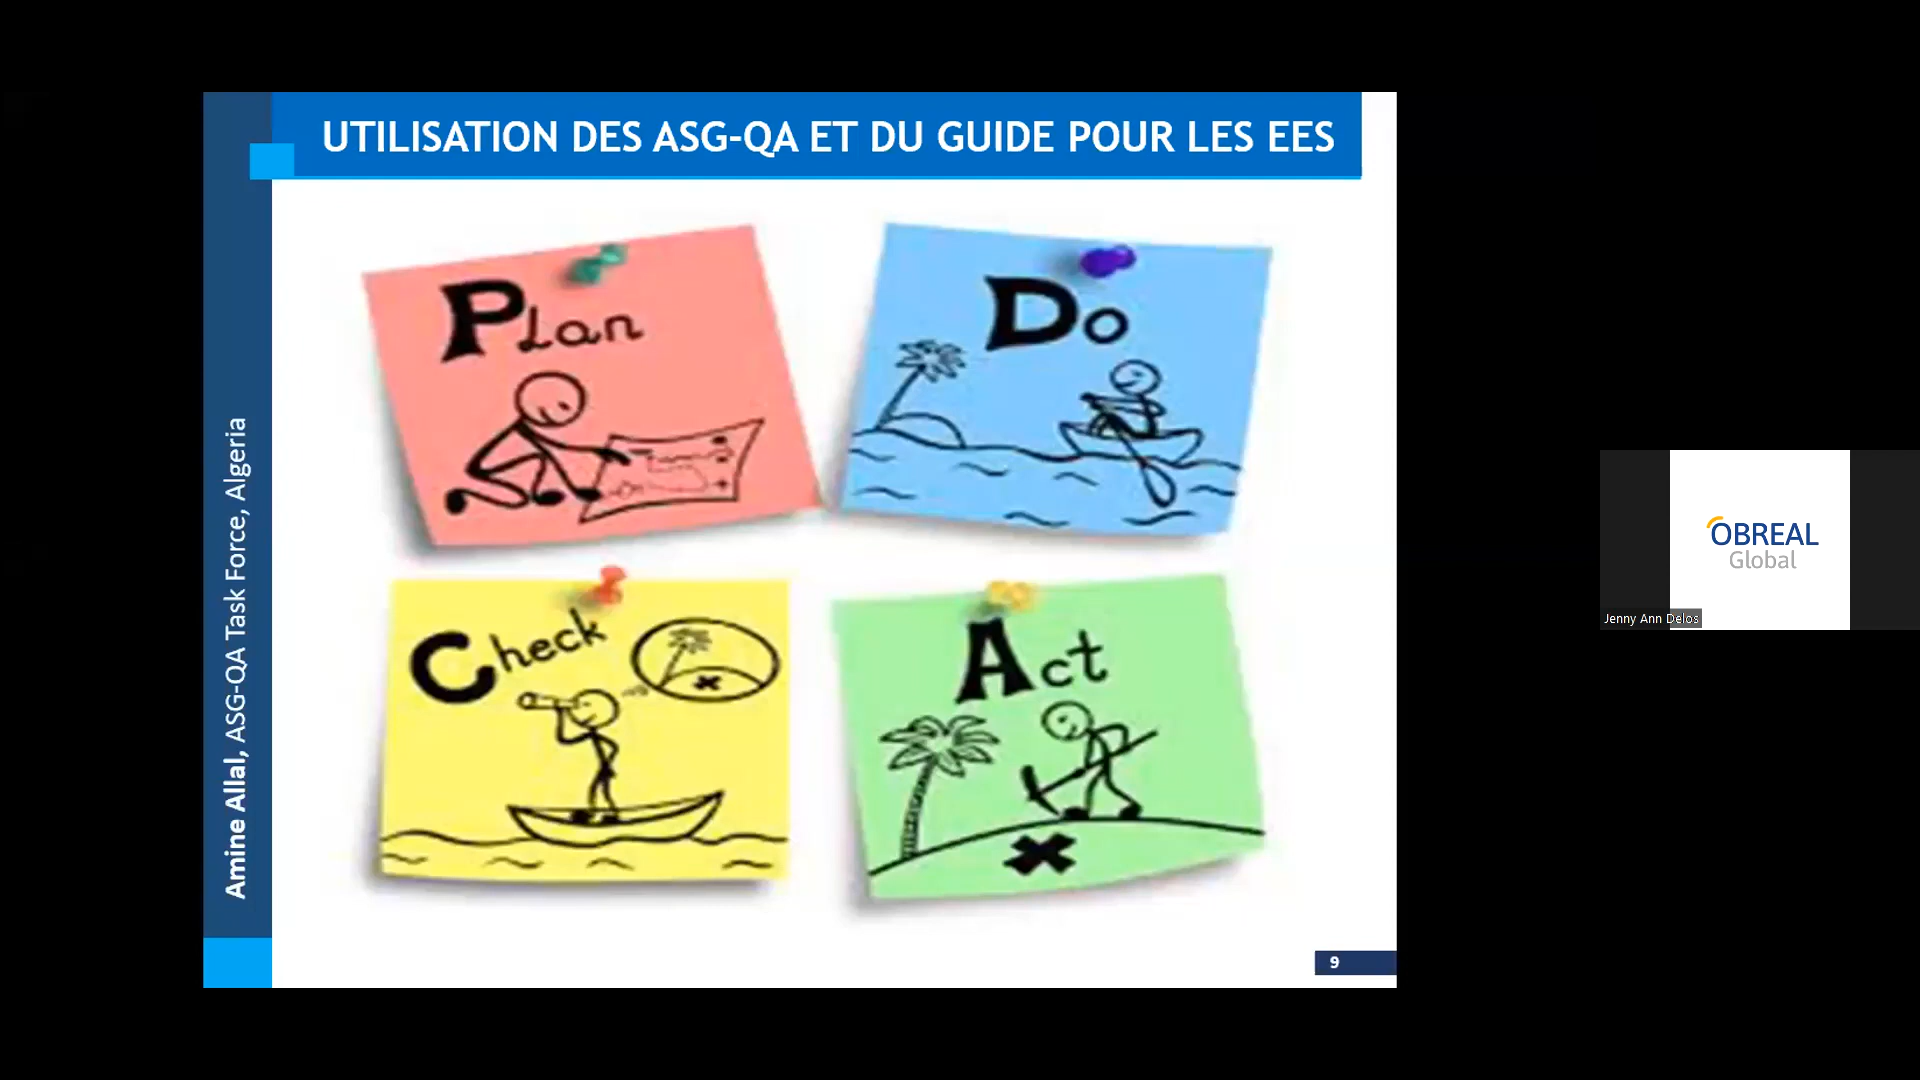 UTILISATION DES ASG-QA ET DU GUIDE POUR LES EES
Amine Allal, ASG-QA Task Force, Algeria
Plan
Do
Check
Act
9
OBREAL
Global
Jenny Ann Delos